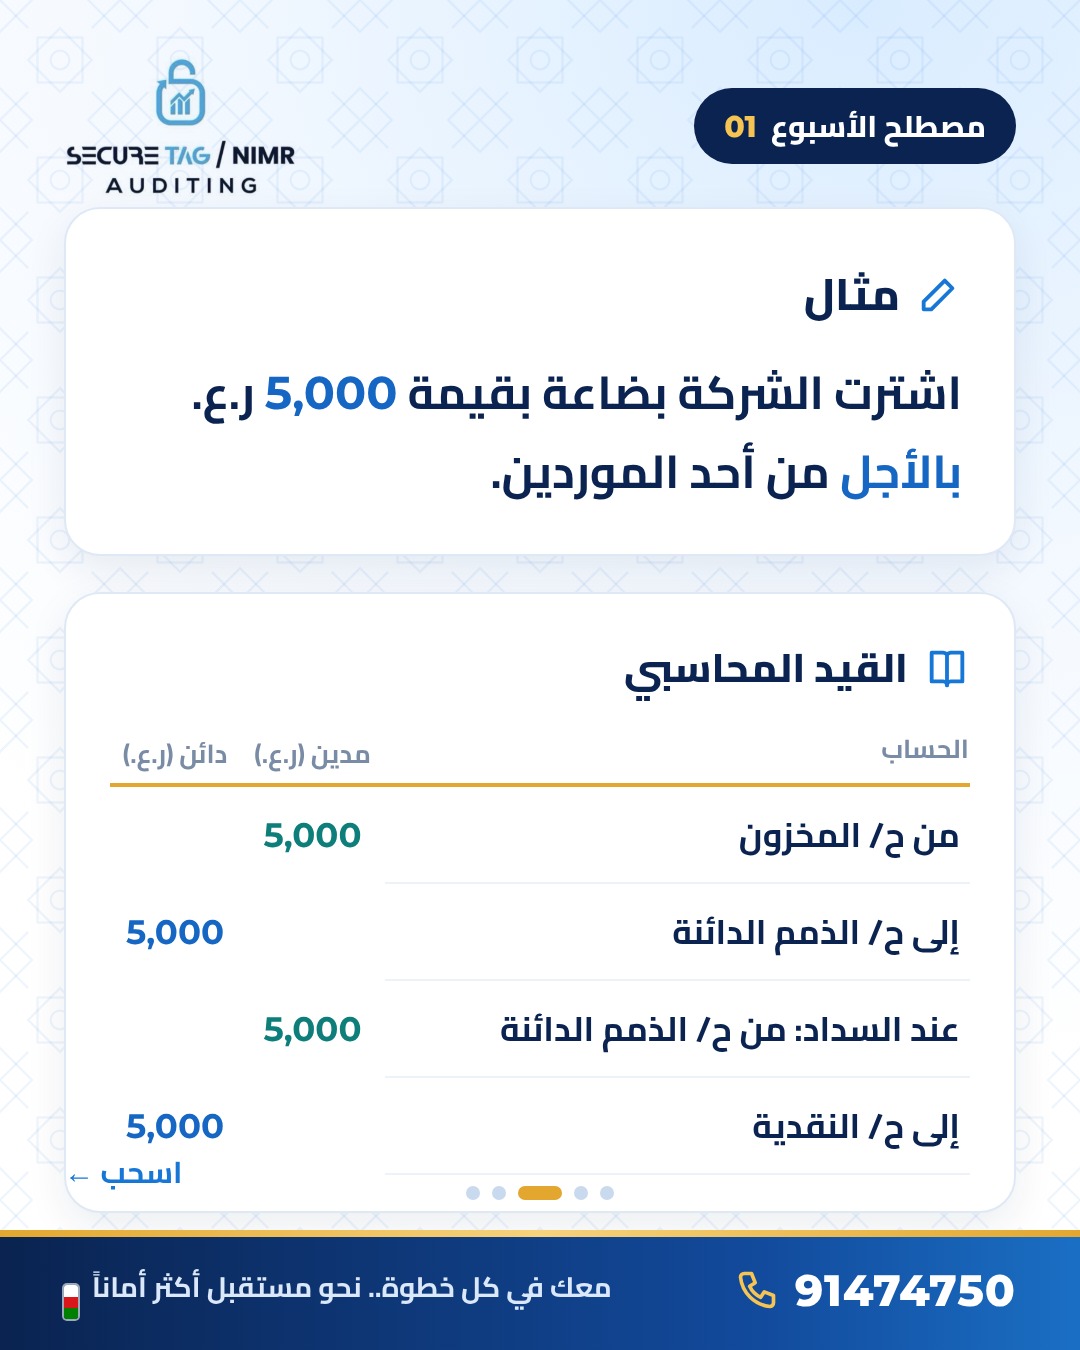 مصطلح الأسبوع 01
SECURE TAG / NIMR
AUDITING
مثال
اشترت الشركة بضاعة بقيمة 5,000 ر.ع.
بالأجل من أحد الموردين.
القيد المحاسبي
الحساب مدين (ر.ع.) دائن (ر.ع.)
من ح/ المخزون 5,000
إلى ح/ الذمم الدائنة 5,000
عند السداد: من ح/ الذمم الدائنة 5,000
إلى ح/ النقدية 5,000
اسحب ←
91474750
معك في كل خطوة.. نحو مستقبل أكثر أماناً